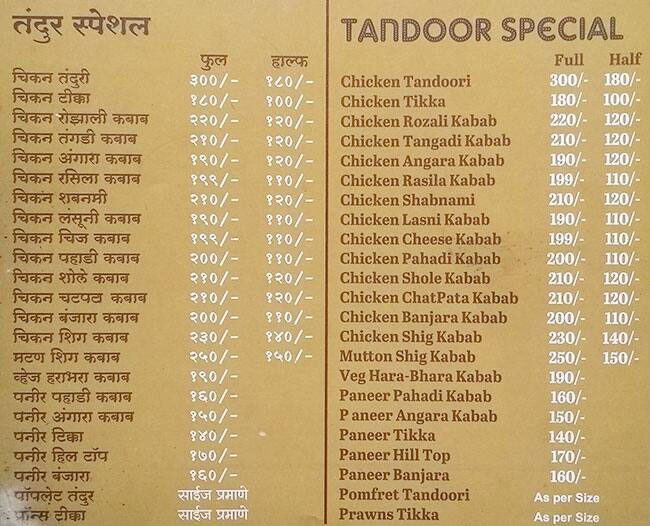 तंदुर स्पेशल
फुल हाल्फ
चिकन तंदुरी ३००/- १८०/-
चिकन टीक्का १८०/- १००/-
चिकन रोझाली कबाब २२०/- १२०/-
चिकन तंगडी कबाब २१०/- १२०/-
चिकन अंगारा कबाब १९०/- १२०/-
चिकन रसिला कबाब १९९/- ११०/-
चिकन शबनमी २१०/- १२०/-
चिकन लंसूनी कबाब १९०/- ११०/-
चिकन चिज कबाब १९९/- ११०/-
चिकन पहाडी कबाब २००/- ११०/-
चिकन शोले कबाब २१०/- १२०/-
चिकन चटपटा कबाब २१०/- १२०/-
चिकन बंजारा कबाब २००/- ११०/-
चिकन शिग कबाब २३०/- १४०/-
मटण शिग कबाब २५०/- १५०/-
व्हेज हराभरा कबाब १९०/-
पनीर पहाडी कबाब १६०/-
पनीर अंगारा कबाब १५०/-
पनीर टिक्का १४०/-
पनीर हिल टॉप १७०/-
पनीर बंजारा १६०/-
पॉपलेट तंदुर साईज प्रमाणे
प्रॉन्स टीक्का साईज प्रमाणे
TANDOOR SPECIAL
Full Half
Chicken Tandoori 300/- 180/-
Chicken Tikka 180/- 100/-
Chicken Rozali Kabab 220/- 120/-
Chicken Tangadi Kabab 210/- 120/-
Chicken Angara Kabab 190/- 120/-
Chicken Rasila Kabab 199/- 110/-
Chicken Shabnami 210/- 120/-
Chicken Lasni Kabab 190/- 110/-
Chicken Cheese Kabab 199/- 110/-
Chicken Pahadi Kabab 200/- 110/-
Chicken Shole Kabab 210/- 120/-
Chicken ChatPata Kabab 210/- 120/-
Chicken Banjara Kabab 200/- 110/-
Chicken Shig Kabab 230/- 140/-
Mutton Shig Kabab 250/- 150/-
Veg Hara-Bhara Kabab 190/-
Paneer Pahadi Kabab 160/-
P aneer Angara Kabab 150/-
Paneer Tikka 140/-
Paneer Hill Top 170/-
Paneer Banjara 160/-
Pomfret Tandoori As per Size
Prawns Tikka As per Size